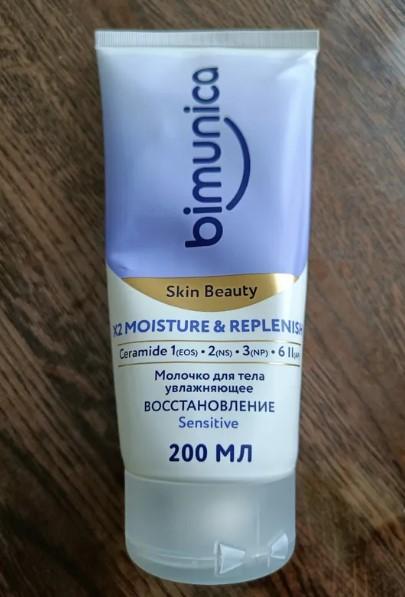 bimunica
Skin Beauty
X2 MOISTURE & REPLENISH
Ceramide 1(EOS) • 2(NS) • 3(NP) • 6 II(AP)
Молочко для тела
увлажняющее
ВОССТАНОВЛЕНИЕ
Sensitive
200 МЛ